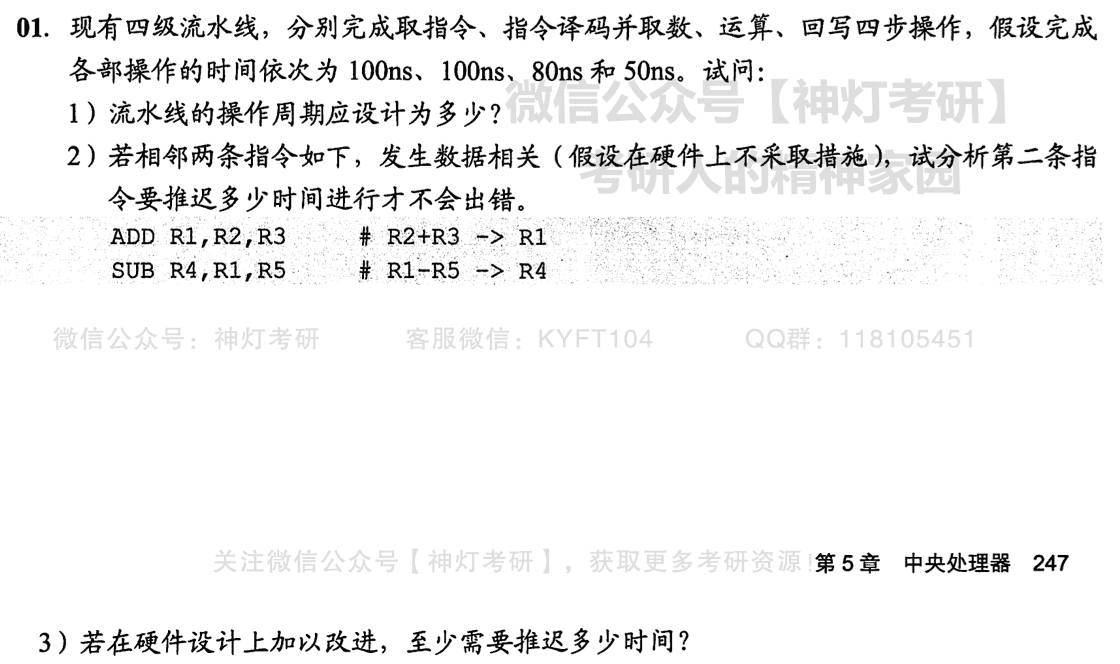 01. 现有四级流水线，分别完成取指令、指令译码并取数、运算、回写四步操作，假设完成
各部操作的时间依次为 100ns、100ns、80ns 和 50ns。试问：
1）流水线的操作周期应设计为多少？
微信公众号【神灯考研】
2）若相邻两条指令如下，发生数据相关（假设在硬件上不采取措施），试分析第二条指
考研人的精神家园
令要推迟多少时间进行才不会出错。
ADD R1,R2,R3 # R2+R3 -> R1
SUB R4,R1,R5 # R1-R5 -> R4
微信公众号：神灯考研 客服微信：KYFT104 QQ群：118105451
关注微信公众号【神灯考研】，获取更多考研资源！第 5 章 中央处理器 247
3）若在硬件设计上加以改进，至少需要推迟多少时间？